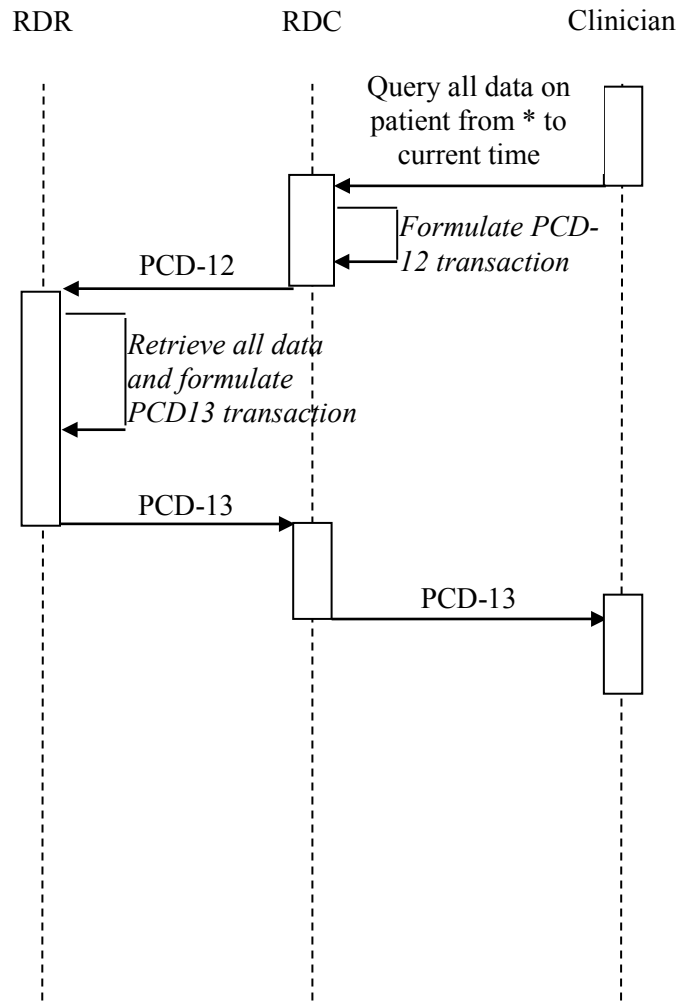 RDR RDC Clinician
Query all data on
patient from * to
current time
Formulate PCD-
12 transaction
PCD-12
Retrieve all data
and formulate
PCD13 transaction
PCD-13
PCD-13